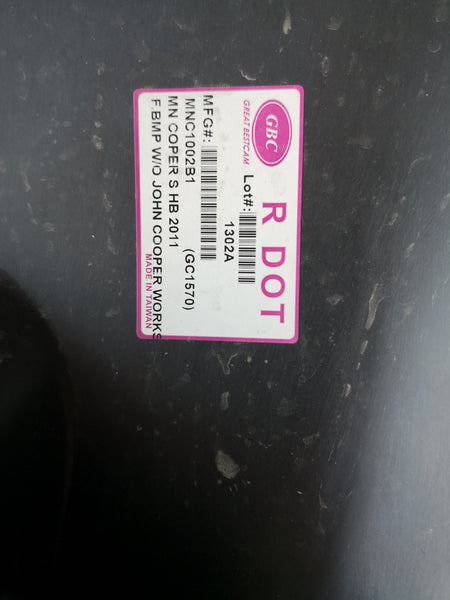 GBC
GREAT BESTCAM
R DOT
Lot#:
1302A
MFG#:
MNC1002B1
(GC1570)
MN COPER S HB 2011
F.B/MP W/O JOHN COOPER WORKS
MADE IN TAIWAN